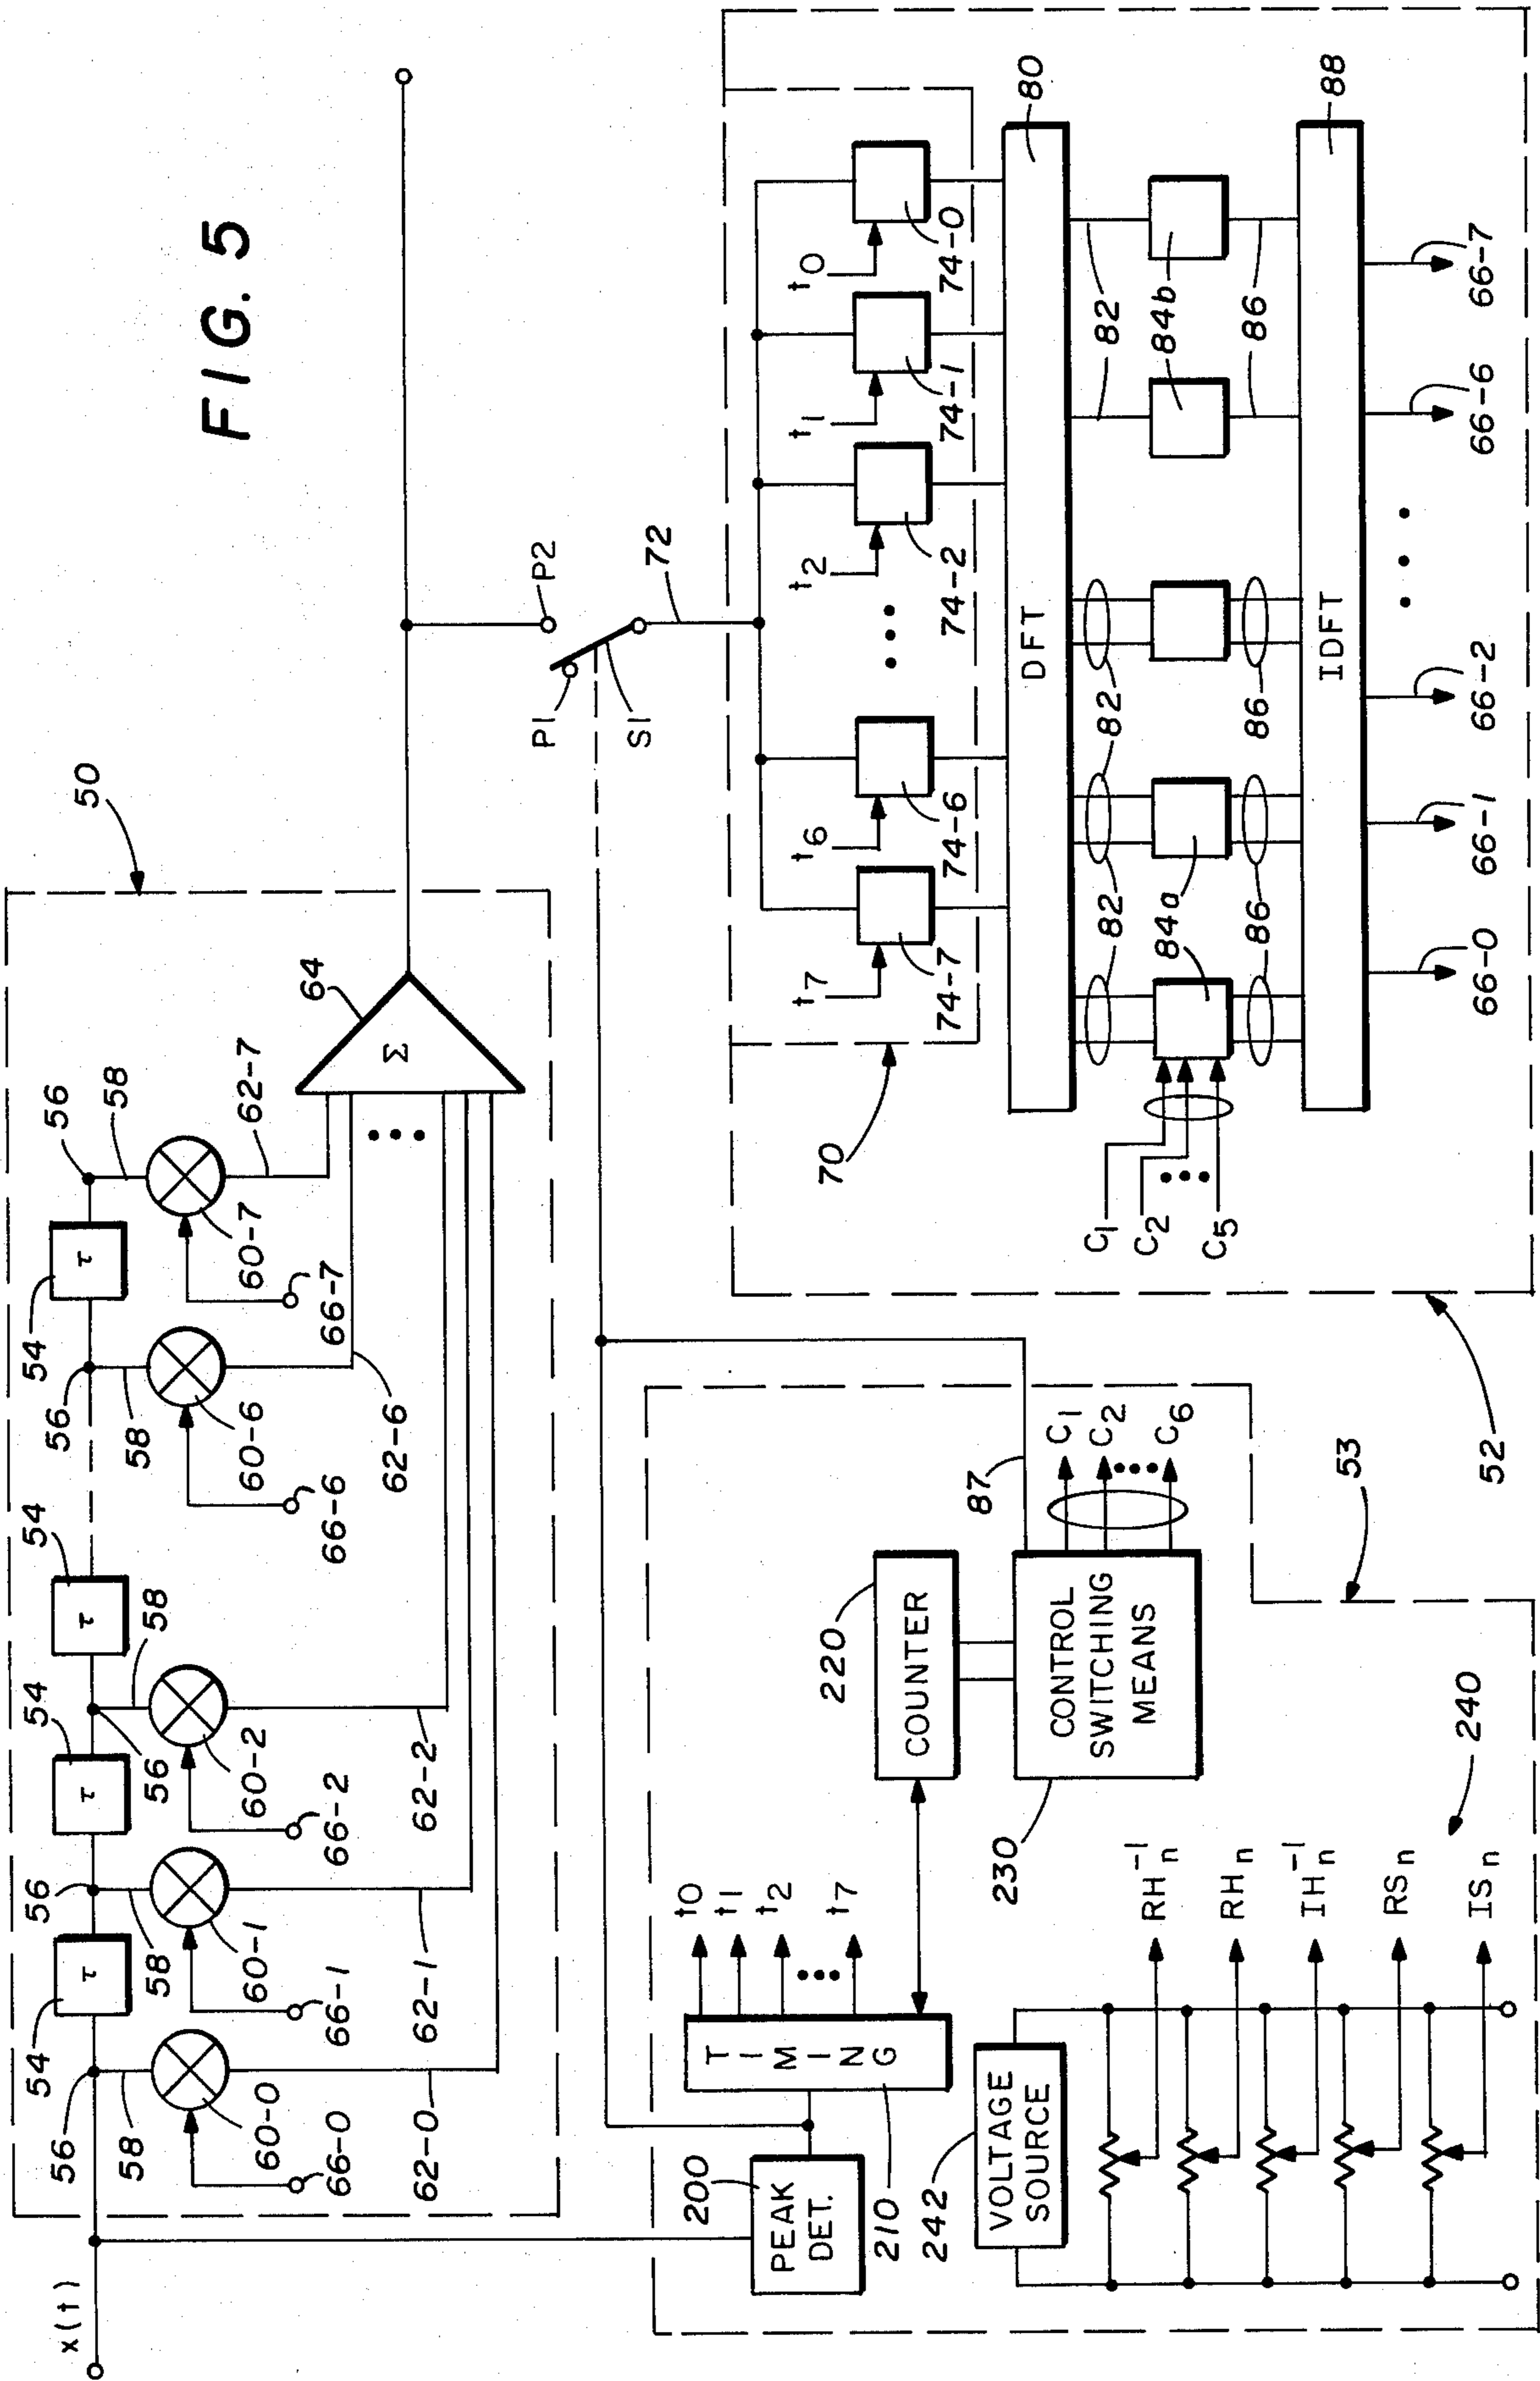 FIG. 5
x(t)
50
54
τ
54
τ
54
τ
54
τ
56
56
56
56
56
58
58
58
58
58
60-0
60-1
60-2
60-6
60-7
66-0
66-1
66-2
66-6
66-7
62-0
62-1
62-2
62-6
62-7
64
Σ
P1
P2
S1
72
70
t7
t6
t2
t1
t0
74-7
74-6
74-2
74-1
74-0
DFT
80
82
82
82
82
84a
84b
C1
C2
C5
86
86
86
86
IDFT
88
66-0
66-1
66-2
66-6
66-7
52
53
200
PEAK
DET.
TIMING
210
t0
t1
t2
t7
220
COUNTER
230
CONTROL
SWITCHING
MEANS
87
C1
C2
C6
242
VOLTAGE
SOURCE
240
RHn-1
RHn
IHn-1
RSn
ISn